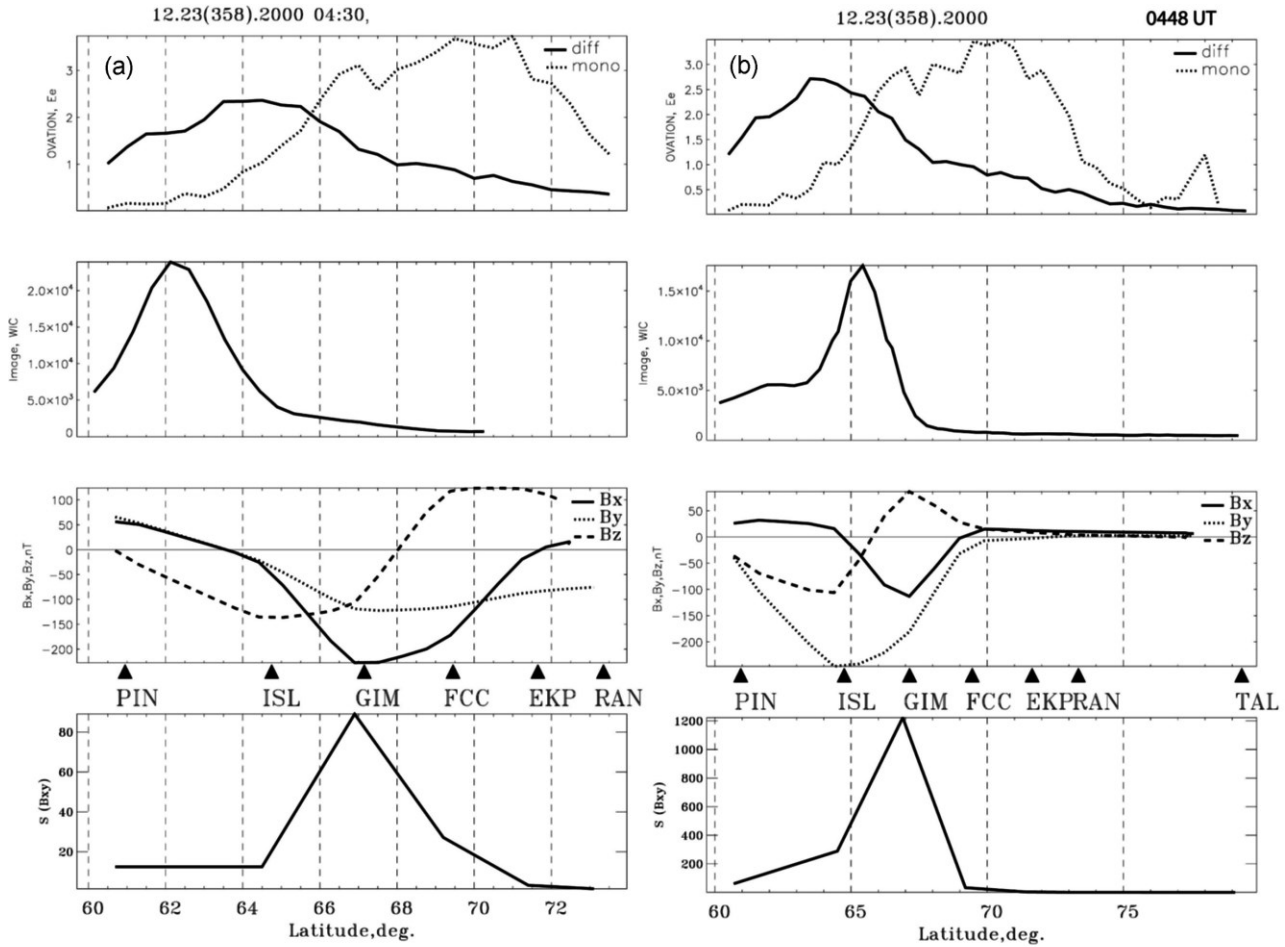 12.23(358).2000 04:30,
(a)
diff
mono
OVATION, Ee
3
2
1
Image, WIC
2.0×10⁴
1.5×10⁴
1.0×10⁴
5.0×10³
0
Bx
By
Bz
Bx,By,Bz,nT
100
50
0
-50
-100
-150
-200
PIN ISL GIM FCC EKP RAN
S (Bxy)
80
60
40
20
60 62 64 66 68 70 72
Latitude,deg.
12.23(358).2000 0448 UT
(b)
diff
mono
OVATION, Ee
3.0
2.5
2.0
1.5
1.0
0.5
Image, WIC
1.5×10⁴
1.0×10⁴
5.0×10³
0
Bx
By
Bz
Bx,By,Bz,nT
50
0
-50
-100
-150
-200
PIN ISL GIM FCC EKP RAN TAL
S (Bxy)
1200
1000
800
600
400
200
60 65 70 75
Latitude,deg.